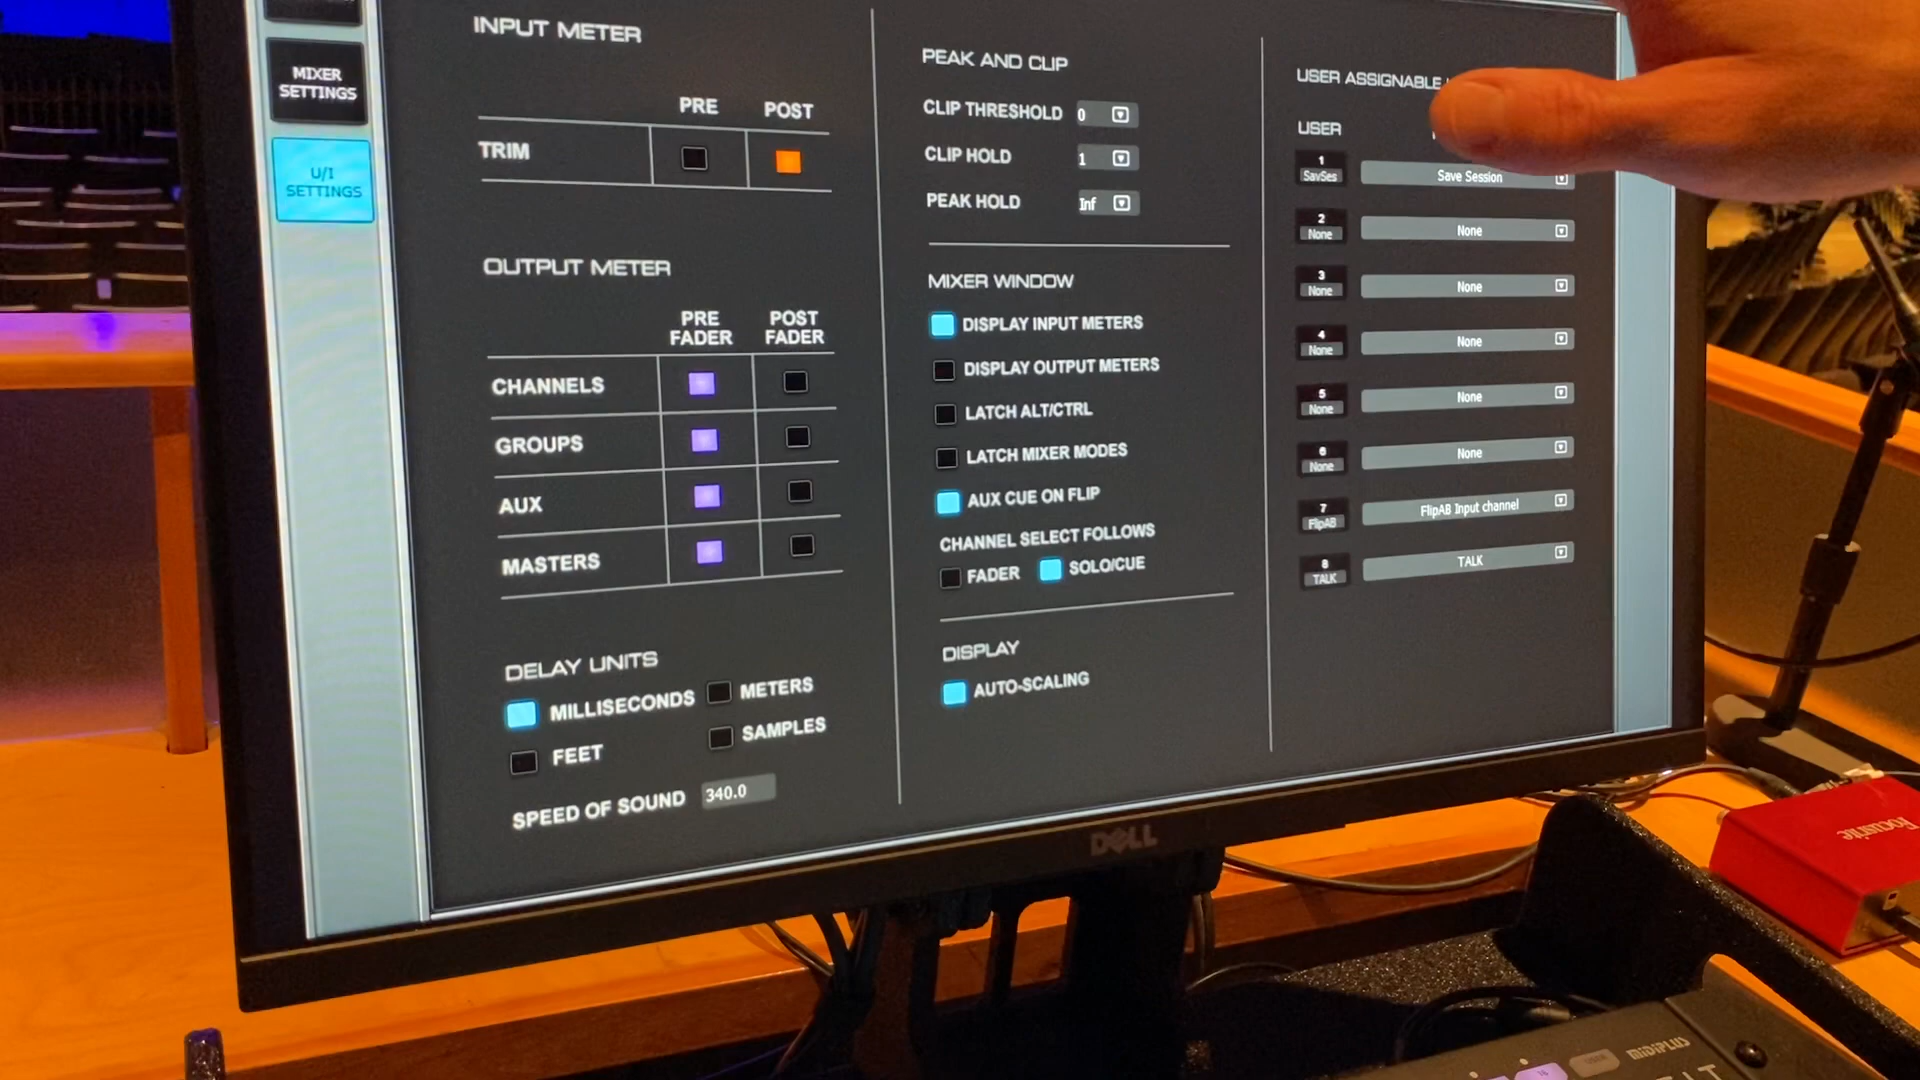 MIXER
SETTINGS
U/I
SETTINGS
INPUT METER
PRE POST
TRIM
OUTPUT METER
PRE
FADER
POST
FADER
CHANNELS
GROUPS
AUX
MASTERS
DELAY UNITS
MILLISECONDS METERS
FEET SAMPLES
SPEED OF SOUND 340.0
PEAK AND CLIP
CLIP THRESHOLD 0
CLIP HOLD 1
PEAK HOLD Inf
MIXER WINDOW
DISPLAY INPUT METERS
DISPLAY OUTPUT METERS
LATCH ALT/CTRL
LATCH MIXER MODES
AUX CUE ON FLIP
CHANNEL SELECT FOLLOWS
FADER SOLO/CUE
DISPLAY
AUTO-SCALING
USER ASSIGNABLE
USER
1
SavSes Save Session
2
None None
3
None None
4
None None
5
None None
6
None None
7
FlipAB FlipAB Input channel
8
TALK TALK
DELL
Focusrite
MIDIPLUS